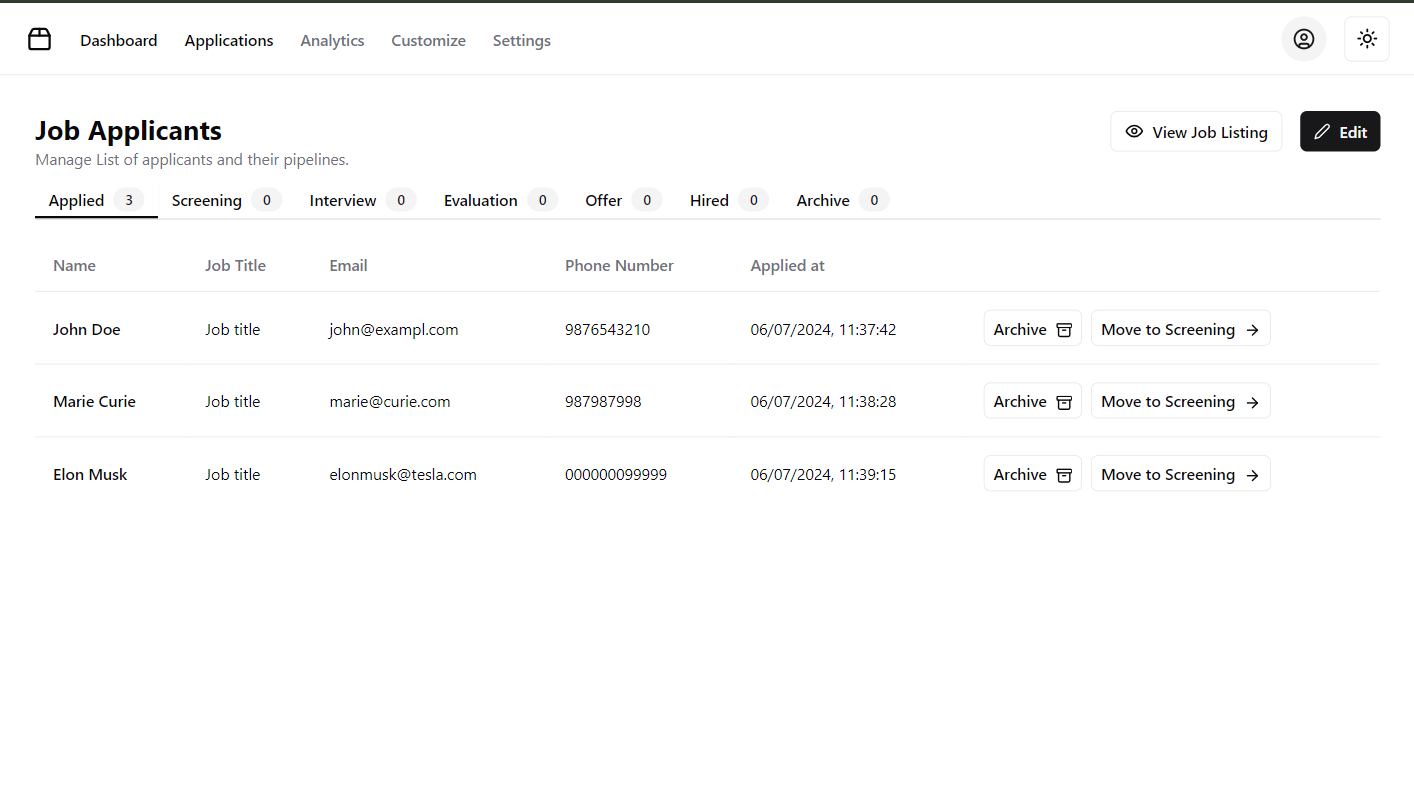 Dashboard Applications Analytics Customize Settings
Job Applicants
View Job Listing Edit
Manage List of applicants and their pipelines.
Applied 3 Screening 0 Interview 0 Evaluation 0 Offer 0 Hired 0 Archive 0
Name Job Title Email Phone Number Applied at
John Doe Job title john@exampl.com 9876543210 06/07/2024, 11:37:42 Archive Move to Screening
Marie Curie Job title marie@curie.com 987987998 06/07/2024, 11:38:28 Archive Move to Screening
Elon Musk Job title elonmusk@tesla.com 000000099999 06/07/2024, 11:39:15 Archive Move to Screening